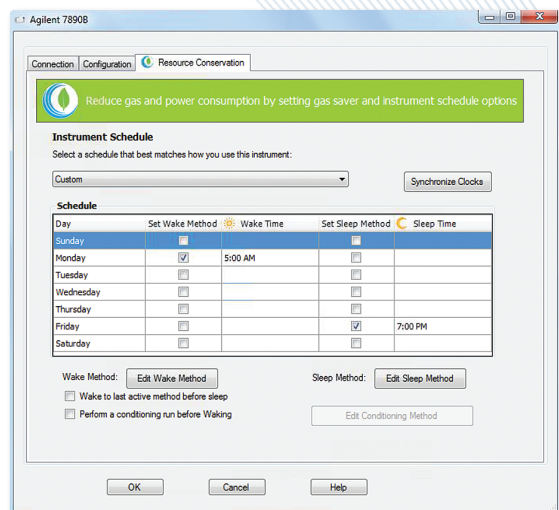 Agilent 7890B
Connection Configuration Resource Conservation
Reduce gas and power consumption by setting gas saver and instrument schedule options
Instrument Schedule
Select a schedule that best matches how you use this instrument:
Custom
Synchronize Clocks
Schedule
Day Set Wake Method Wake Time Set Sleep Method Sleep Time
Sunday
Monday 5:00 AM
Tuesday
Wednesday
Thursday
Friday 7:00 PM
Saturday
Wake Method: Edit Wake Method Sleep Method: Edit Sleep Method
Wake to last active method before sleep
Perfom a conditioning run before Waking
Edit Conditioning Method
OK Cancel Help